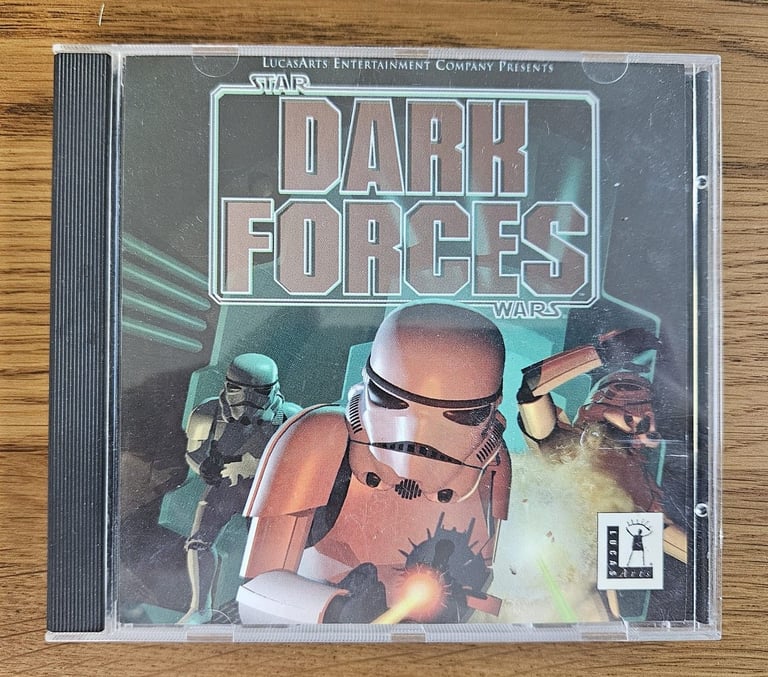 LUCASARTS ENTERTAINMENT COMPANY PRESENTS
STAR
DARK
FORCES
WARS
LUCAS
Arts